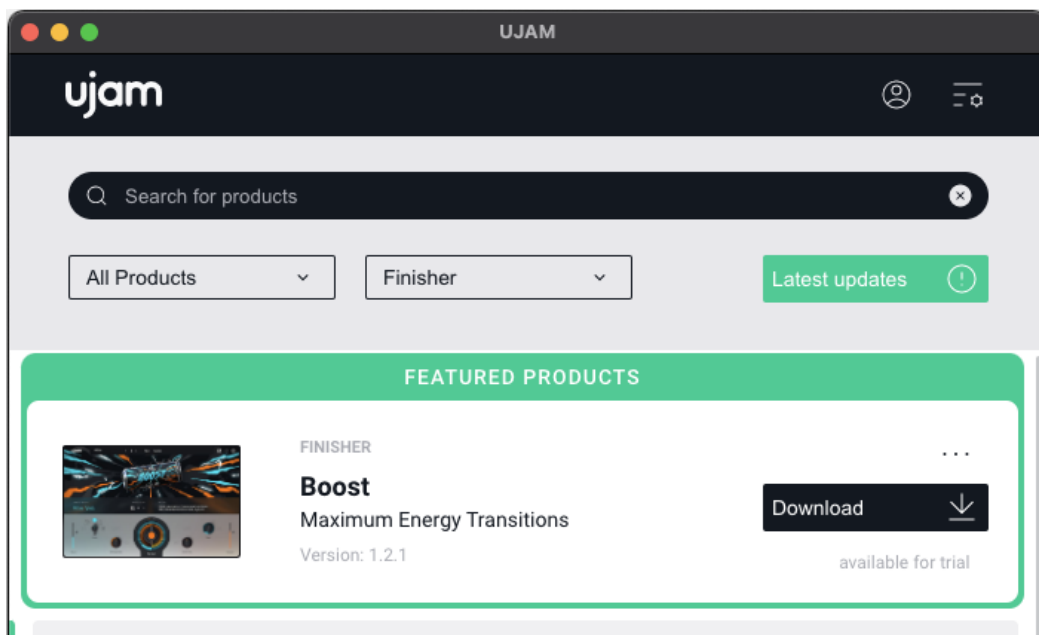 UJAM
ujam
Search for products
All Products
Finisher
Latest updates
FEATURED PRODUCTS
FINISHER
Boost
Maximum Energy Transitions
Version: 1.2.1
...
Download
available for trial
BOOST